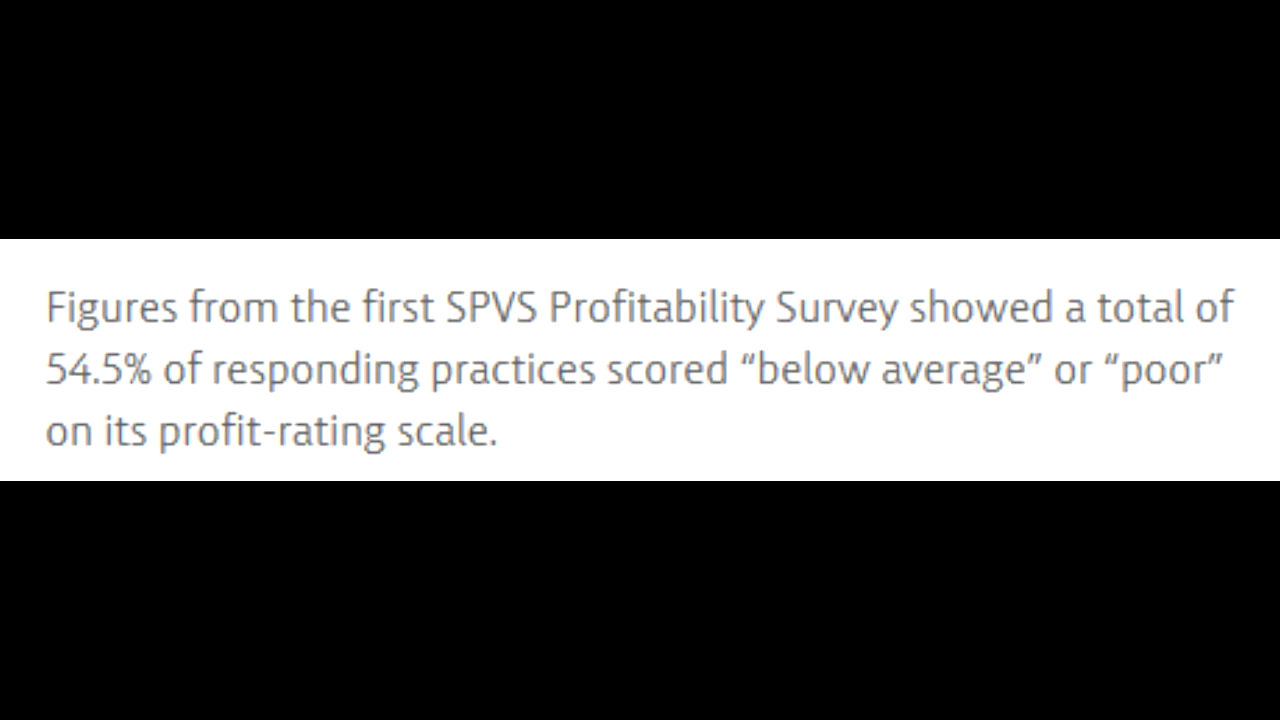 Figures from the first SPVS Profitability Survey showed a total of
54.5% of responding practices scored “below average” or “poor”
on its profit-rating scale.